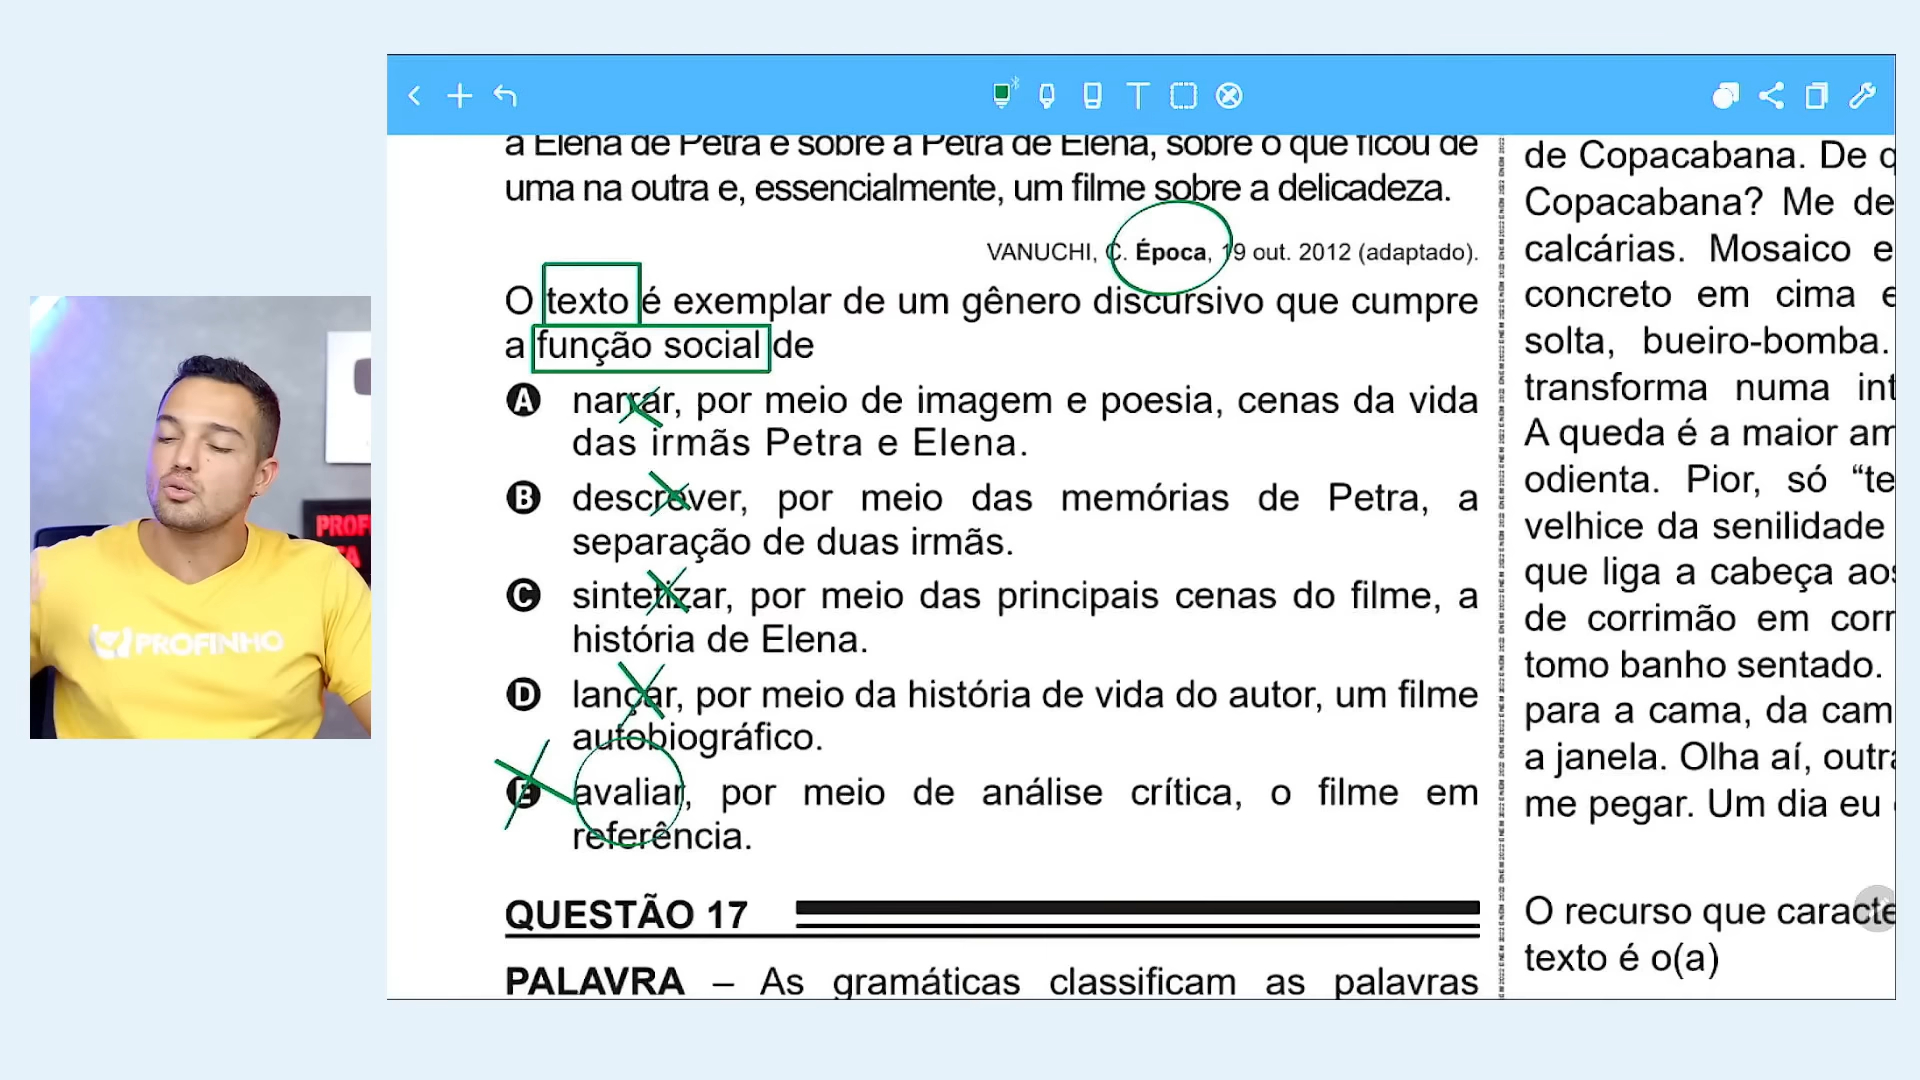 a Elena de Petra e sobre a Petra de Elena, sobre o que ficou de
uma na outra e, essencialmente, um filme sobre a delicadeza.
VANUCHI, C. Época, 19 out. 2012 (adaptado).
O texto é exemplar de um gênero discursivo que cumpre
a função social de
A narrar, por meio de imagem e poesia, cenas da vida
das irmãs Petra e Elena.
B descrever, por meio das memórias de Petra, a
separação de duas irmãs.
C sintetizar, por meio das principais cenas do filme, a
história de Elena.
D lançar, por meio da história de vida do autor, um filme
autobiográfico.
E avaliar, por meio de análise crítica, o filme em
referência.
QUESTÃO 17
PALAVRA – As gramáticas classificam as palavras
de Copacabana. De q
Copacabana? Me de
calcárias. Mosaico e
concreto em cima e
solta, bueiro-bomba.
transforma numa int
A queda é a maior am
odienta. Pior, só “te
velhice da senilidade
que liga a cabeça aos
de corrimão em corr
tomo banho sentado.
para a cama, da cam
a janela. Olha aí, outra
me pegar. Um dia eu
O recurso que caracte
texto é o(a)
PROFINHO
PROF
TA